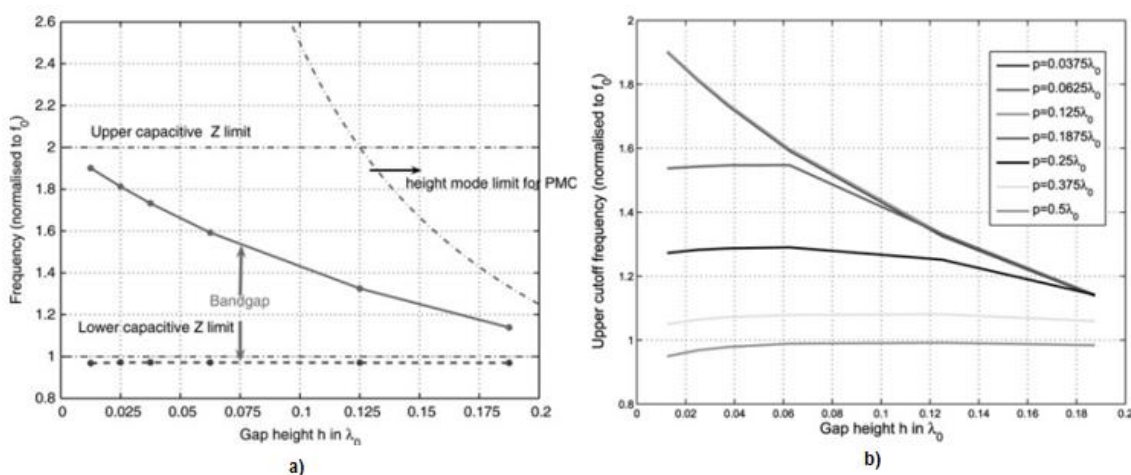 2.6
2.4
2.2
2
1.8
1.6
1.4
1.2
1
0.8
Frequency (normalised to f₀)
Upper capacitive Z limit
height mode limit for PMC
Bandgap
Lower capacitive Z limit
0 0.025 0.05 0.075 0.1 0.125 0.15 0.175 0.2
Gap height h in λ₀
a)
2
1.8
1.6
1.4
1.2
1
0.8
Upper cutoff frequency (normalised to f₀)
p=0.0375λ₀
p=0.0625λ₀
p=0.125λ₀
p=0.1875λ₀
p=0.25λ₀
p=0.375λ₀
p=0.5λ₀
0 0.02 0.04 0.06 0.08 0.1 0.12 0.14 0.16 0.18 0.2
Gap height h in λ₀
b)